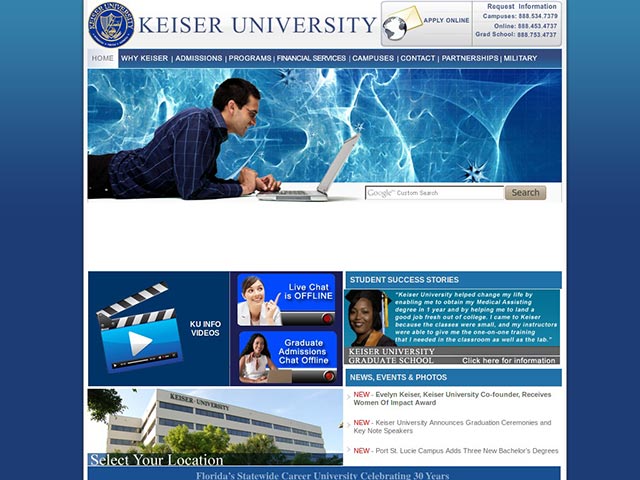 KEISER UNIVERSITY
APPLY ONLINE
Request Information
Campuses: 888.534.7379
Online: 888.453.4737
Grad School: 888.753.4737
HOME WHY KEISER | ADMISSIONS | PROGRAMS | FINANCIAL SERVICES | CAMPUSES | CONTACT | PARTNERSHIPS | MILITARY
Google™ Custom Search Search
KU INFO
VIDEOS
Live Chat
is OFFLINE
Graduate
Admissions
Chat Offline
STUDENT SUCCESS STORIES
"Keiser University helped change my life by
enabling me to obtain my Medical Assisting
degree in 1 year and by helping me to land a
good job fresh out of college. I came to Keiser
because the classes were small, and my instructors
were able to give me the one-on-one training
that I needed in the classroom as well as the lab."
KEISER UNIVERSITY
GRADUATE SCHOOL Click here for information
NEWS, EVENTS & PHOTOS
NEW - Evelyn Keiser, Keiser University Co-founder, Receives
Women Of Impact Award
NEW - Keiser University Announces Graduation Ceremonies and
Key Note Speakers
NEW - Port St. Lucie Campus Adds Three New Bachelor's Degrees
KEISER UNIVERSITY
Select Your Location
Florida's Statewide Career University Celebrating 30 Years